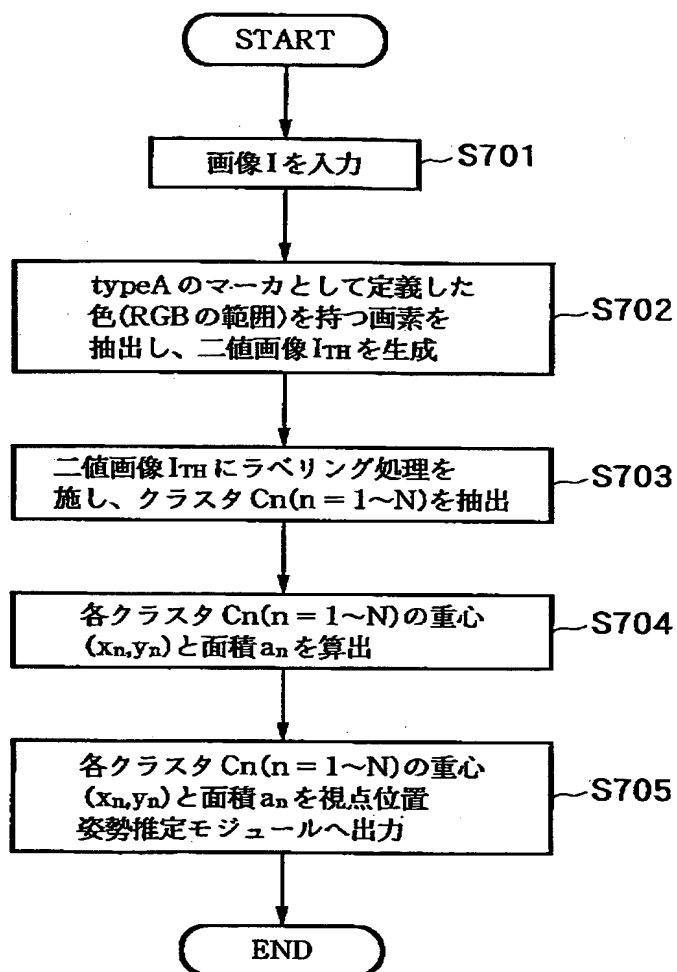 START
画像Iを入力
S701
typeAのマーカとして定義した
色(RGBの範囲)を持つ画素を
抽出し、二値画像ITHを生成
S702
二値画像ITHにラベリング処理を
施し、クラスタCn(n = 1~N)を抽出
S703
各クラスタCn(n = 1~N)の重心
(xn,yn)と面積anを算出
S704
各クラスタCn(n = 1~N)の重心
(xn,yn)と面積anを視点位置
姿勢推定モジュールへ出力
S705
END